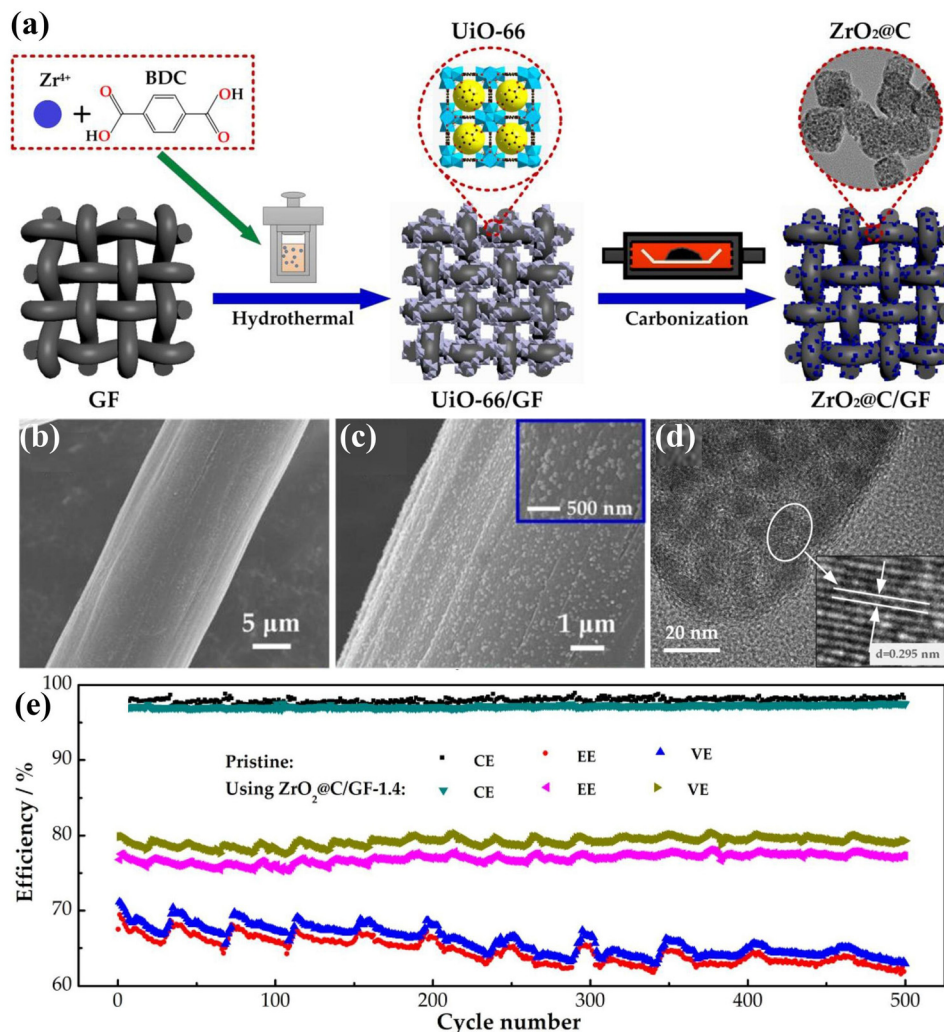 (a)
UiO-66
ZrO₂@C
Zr⁴⁺
BDC
+
O
OH
HO
O
Hydrothermal
Carbonization
GF
UiO-66/GF
ZrO₂@C/GF
(b)
5 μm
(c)
500 nm
1 μm
(d)
20 nm
d=0.295 nm
(e)
Efficiency / %
100
90
80
70
60
Pristine: CE EE VE
Using ZrO₂@C/GF-1.4: CE EE VE
0 100 200 300 400 500
Cycle number